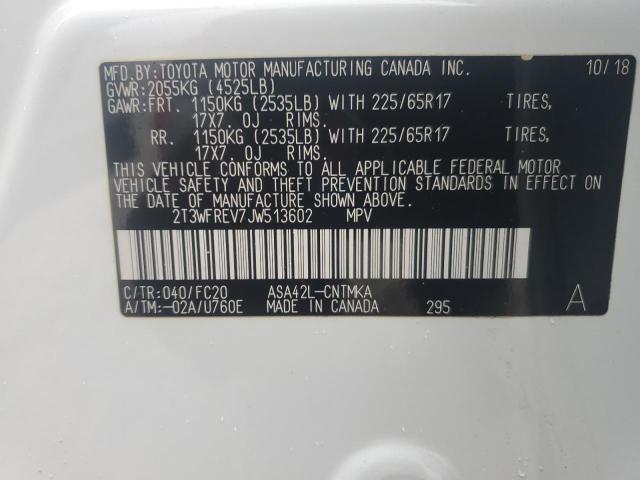 MFD.BY:TOYOTA MOTOR MANUFACTURING CANADA INC. 10/18
GVWR:2055KG (4525LB)
GAWR:FRT. 1150KG (2535LB) WITH 225/65R17 TIRES,
17X7.0J RIMS.
RR. 1150KG (2535LB) WITH 225/65R17 TIRES,
17X7.0J RIMS.
THIS VEHICLE CONFORMS TO ALL APPLICABLE FEDERAL MOTOR
VEHICLE SAFETY AND THEFT PREVENTION STANDARDS IN EFFECT ON
THE DATE OF MANUFACTURE SHOWN ABOVE.
2T3WFREV7JW513602 MPV
C/TR:040/FC20 ASA42L-CNTMKA
A/TM:-02A/U760E MADE IN CANADA 295 A